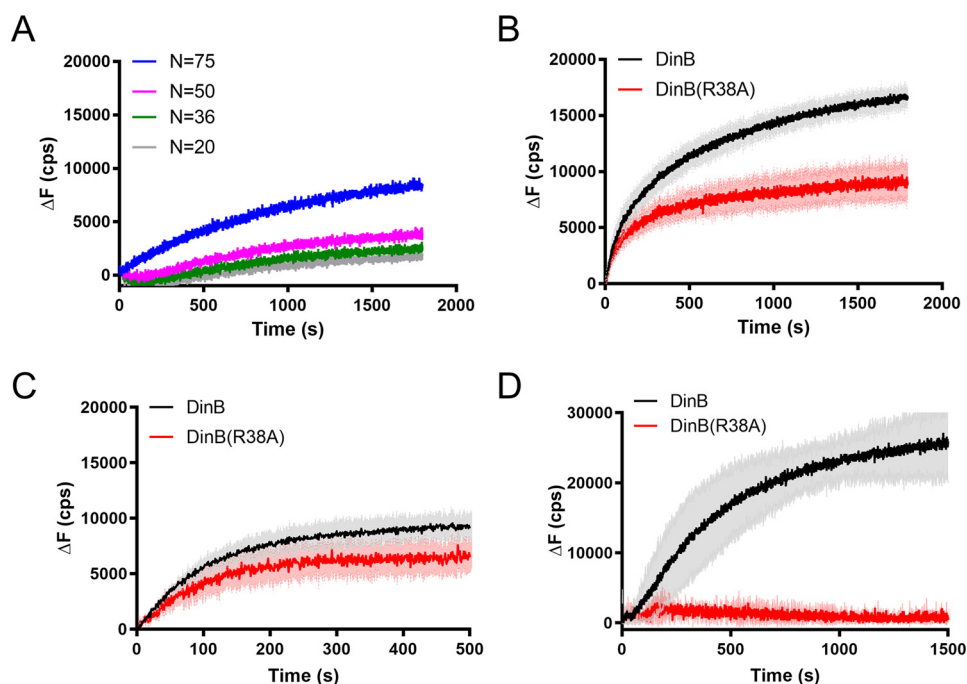 A
N=75
N=50
N=36
N=20
20000
15000
10000
5000
0
ΔF (cps)
0 500 1000 1500 2000
Time (s)
B
DinB
DinB(R38A)
20000
15000
10000
5000
0
ΔF (cps)
0 500 1000 1500 2000
Time (s)
C
DinB
DinB(R38A)
20000
15000
10000
5000
0
ΔF (cps)
0 100 200 300 400 500
Time (s)
D
DinB
DinB(R38A)
30000
20000
10000
0
ΔF (cps)
0 500 1000 1500
Time (s)